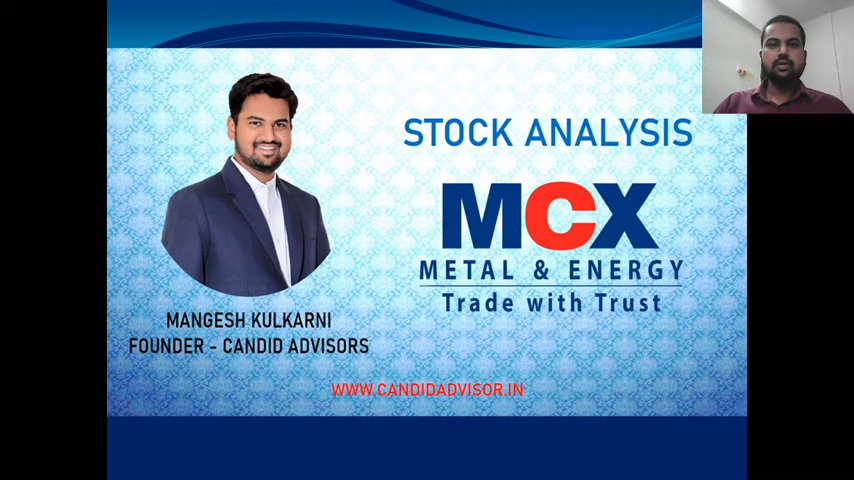 STOCK ANALYSIS
MCX
METAL & ENERGY
Trade with Trust
MANGESH KULKARNI
FOUNDER - CANDID ADVISORS
WWW.CANDIDADVISOR.IN